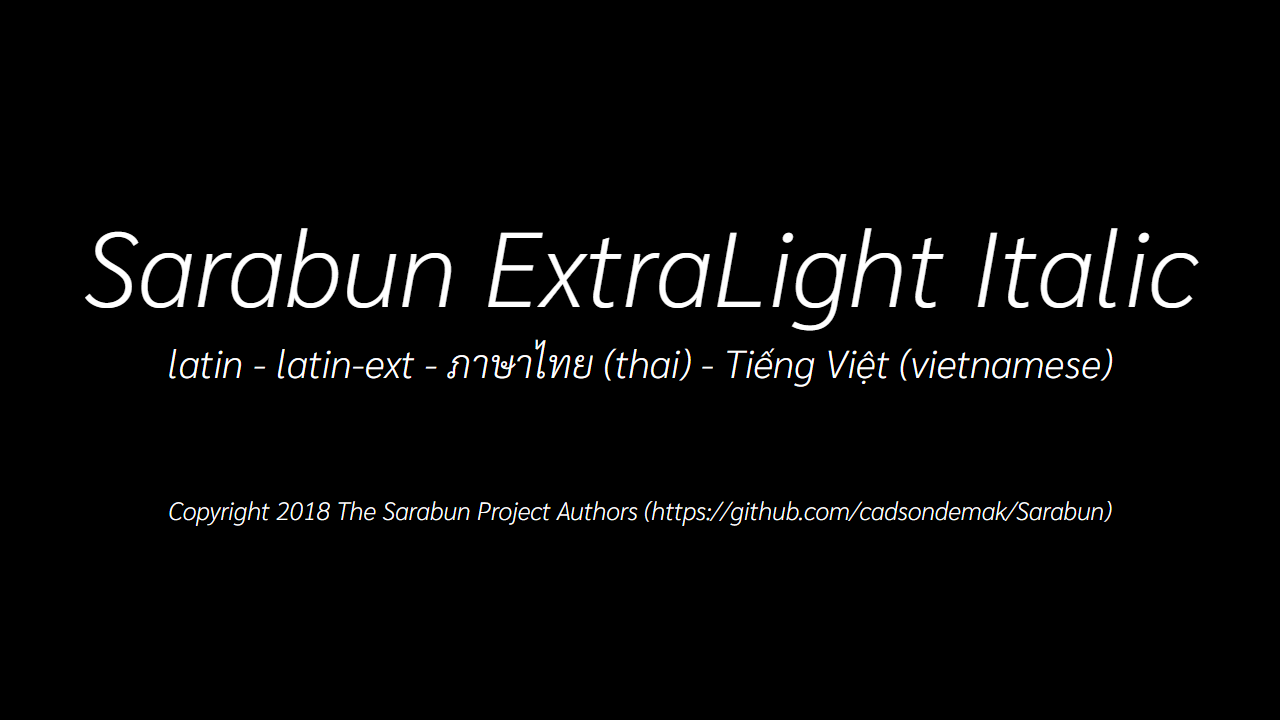 Sarabun ExtraLight Italic
latin - latin-ext - ภาษาไทย (thai) - Tiếng Việt (vietnamese)
Copyright 2018 The Sarabun Project Authors (https://github.com/cadsondemak/Sarabun)